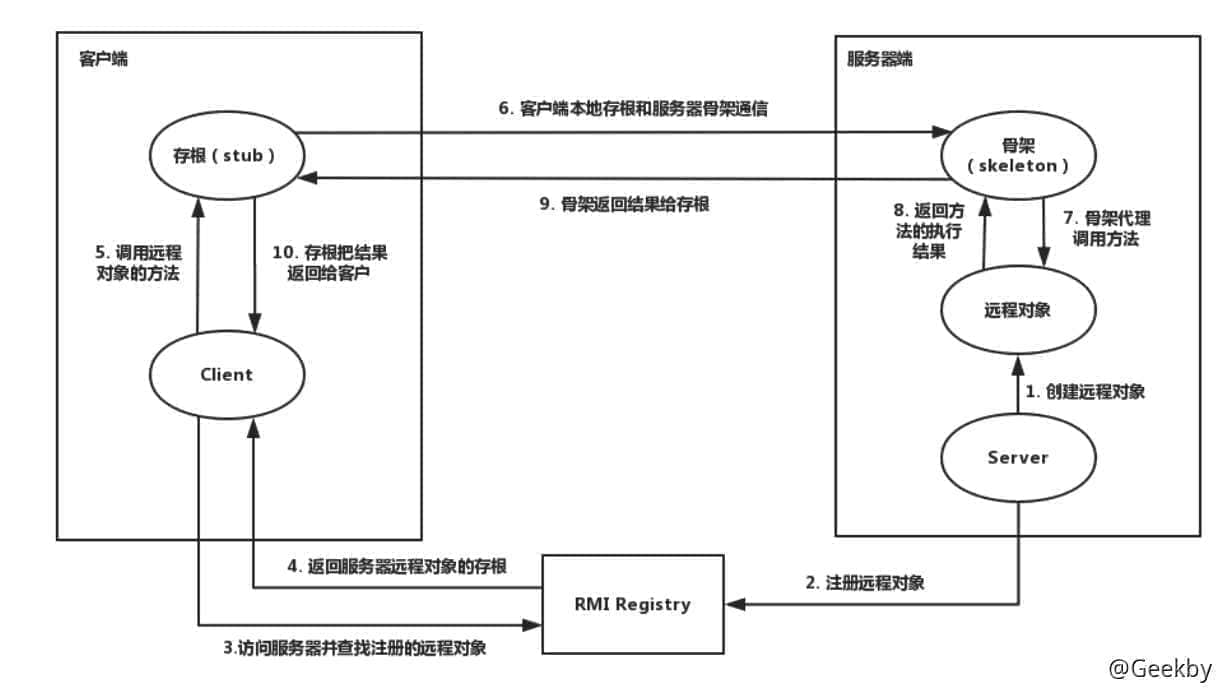 客户端
服务器端
6. 客户端本地存根和服务器骨架通信
存根（stub）
骨架
（skeleton）
9. 骨架返回结果给存根
5. 调用远程
对象的方法
10. 存根把结果
返回给客户
8. 返回方
法的执行
结果
7. 骨架代理
调用方法
远程对象
Client
1. 创建远程对象
Server
4. 返回服务器远程对象的存根
2. 注册远程对象
RMI Registry
3.访问服务器并查找注册的远程对象
@Geekby